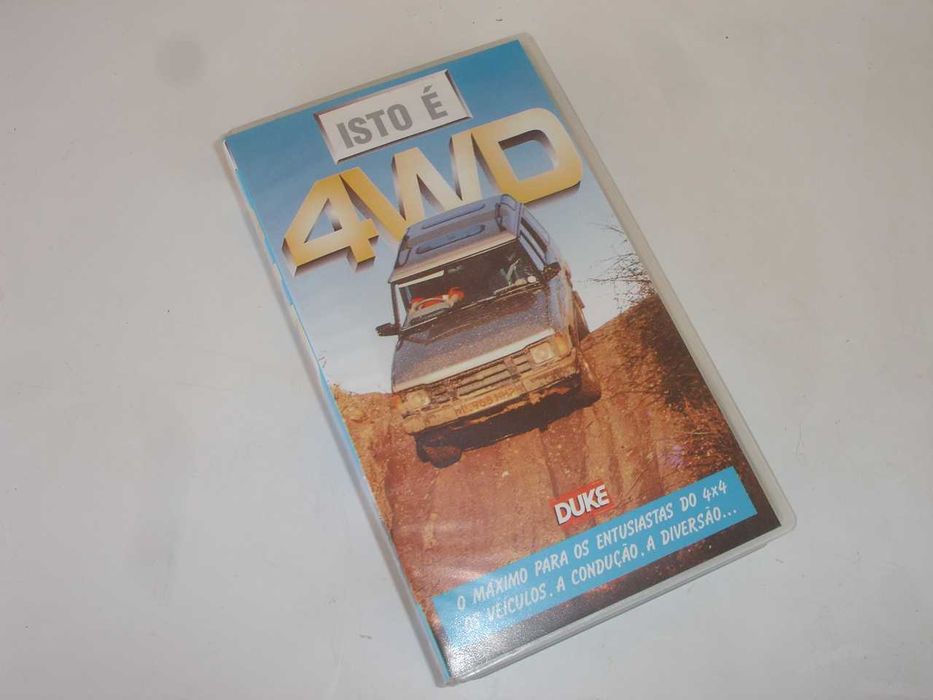 ISTO É
4WD
DUKE
O MÁXIMO PARA OS ENTUSIASTAS DO 4x4
OS VEÍCULOS. A CONDUÇÃO. A DIVERSÃO...